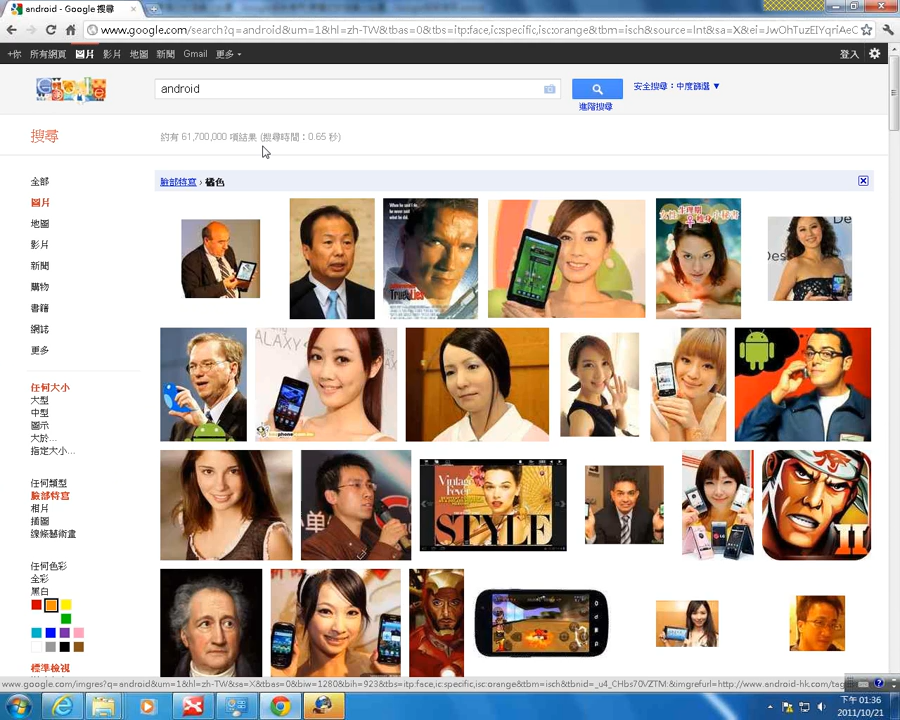 android - Google 搜尋
www.google.com/search?q=android&um=1&hl=zh-TW&tbas=0&tbs=itp:face,ic:specific,isc:orange&tbm=isch&source=lnt&sa=X&ei=JwOhTuzEIYqriAeC
+你 所有網頁 圖片 影片 地圖 新聞 Gmail 更多
登入
android
安全搜尋：中度篩選 ▼
進階搜尋
搜尋
約有 61,700,000 項結果 (搜尋時間：0.65 秒)
臉部特寫 › 橘色
全部
圖片
地圖
影片
新聞
購物
書籍
網誌
更多
任何大小
大型
中型
圖示
大於...
指定大小...
任何類型
臉部特寫
相片
插圖
線條藝術畫
任何色彩
全彩
黑白
標準檢視
True Lies
GALAXY
Vintage
Fever
STYLE
II
LG
www.google.com/imgres?q=android&um=1&hl=zh-TW&sa=X&tbas=0&biw=1280&bih=923&tbs=itp:face,ic:specific,isc:orange&tbm=isch&tbnid=_u4_CHbs70VZTM:&imgrefurl=http://www.android-hk.com/tag
下午 01:36
2011/10/21